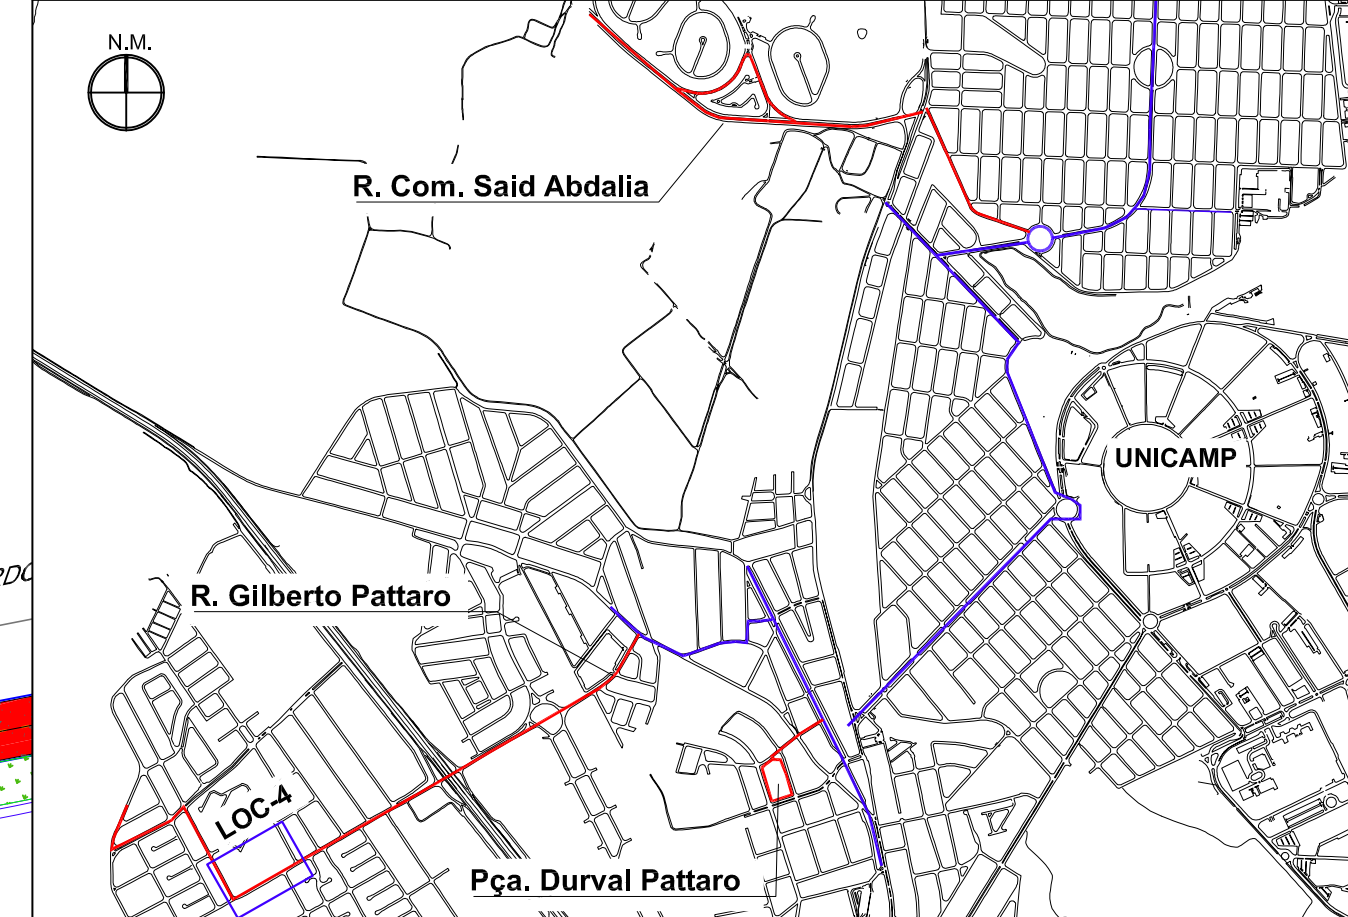 N.M.
R. Com. Said Abdalia
UNICAMP
R. Gilberto Pattaro
LOC-4
Pça. Durval Pattaro